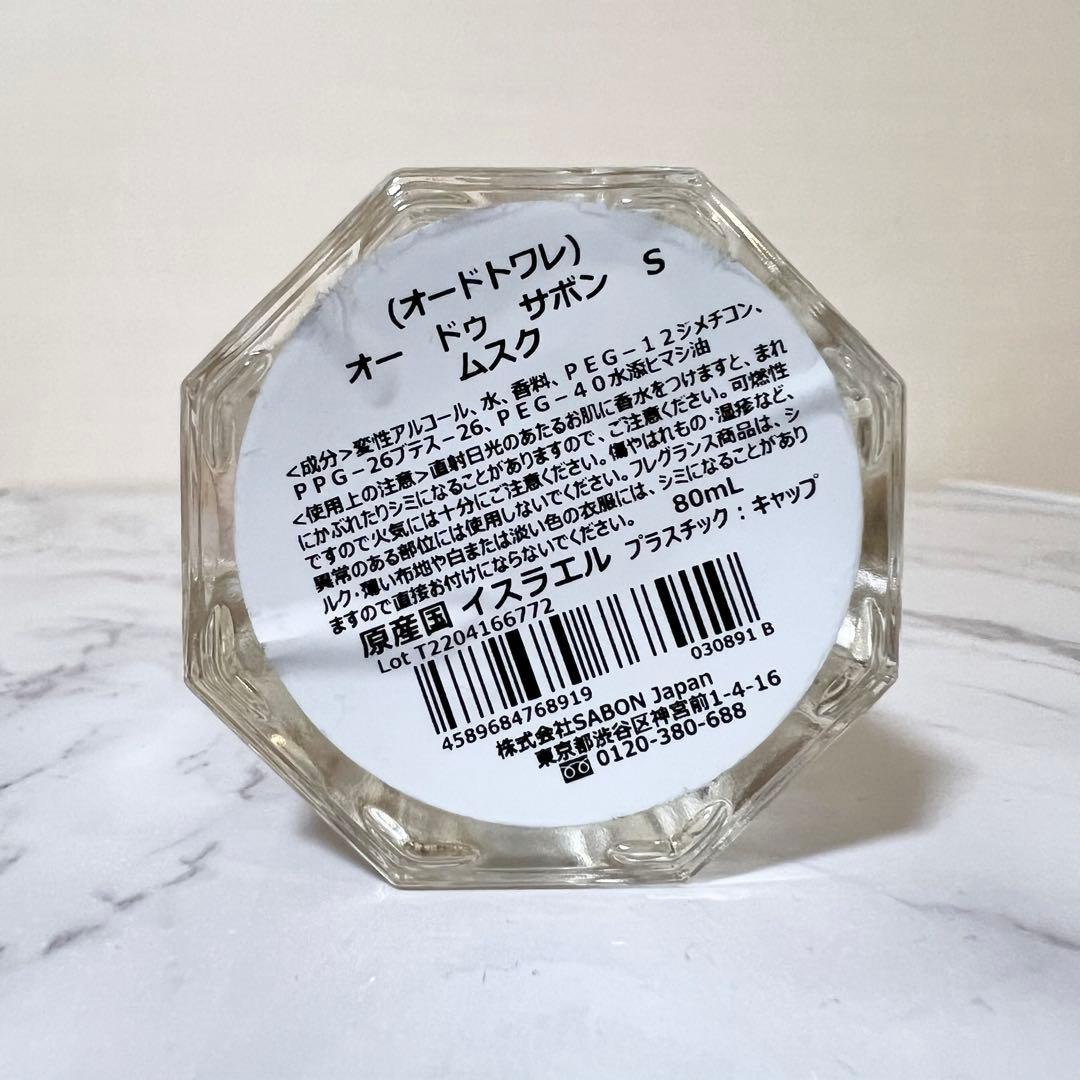 (オードトワレ)
オー ドゥ サボン S
ムスク
<成分>変性アルコール、水、香料、PEG-12ジメチコン、
PPG-26ブテス-26、PEG-40水添ヒマシ油
<使用上の注意>直射日光のあたるお肌に香水をつけますと、まれ
にかぶれたりシミになることがありますので、ご注意ください。可燃性
ですので火気には十分にご注意ください。傷やはれもの・湿疹など、
異常のある部位には使用しないでください。フレグランス商品は、シ
ルク・薄い布地や白または淡い色の衣服には、シミになることがあり
ますので直接お付けにならないでください。 80mL
原産国 イスラエル プラスチック：キャップ
Lot T2204166772
4589684768919 030891 B
株式会社SABON Japan
東京都渋谷区神宮前1-4-16
0120-380-688